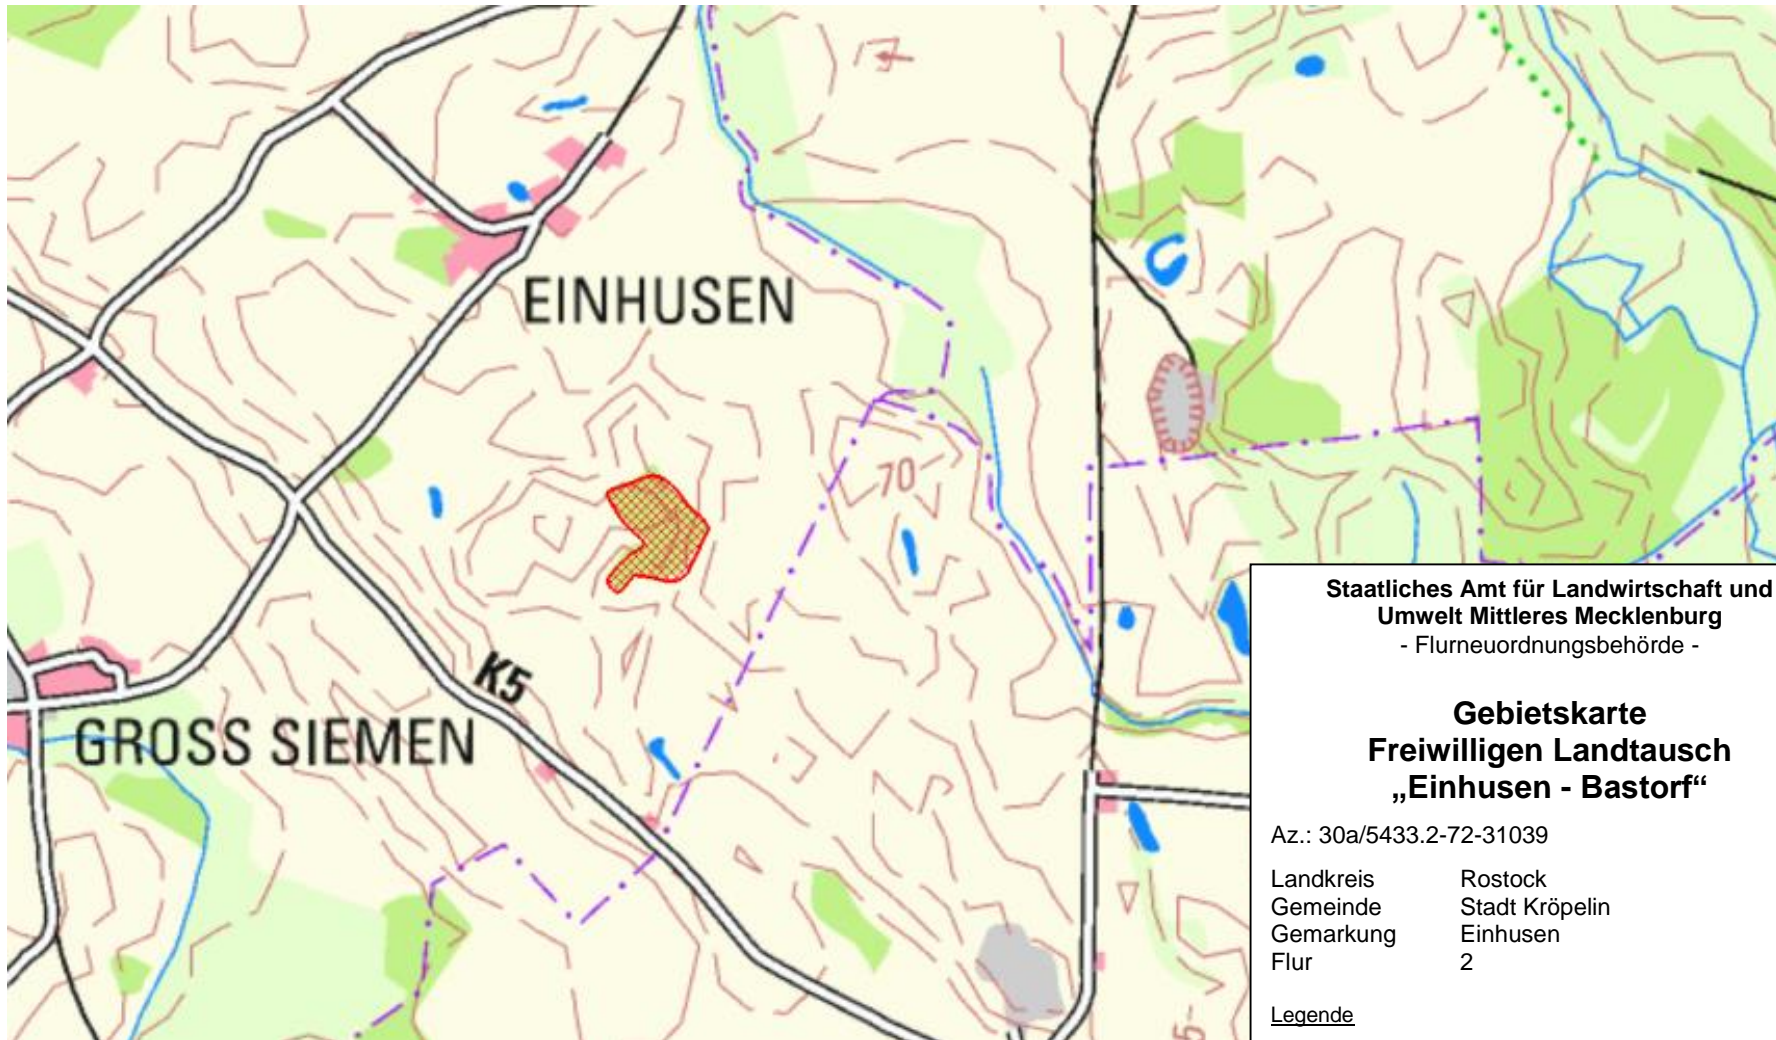 EINHUSEN
70
K5
GROSS SIEMEN
Staatliches Amt für Landwirtschaft und
Umwelt Mittleres Mecklenburg
- Flurneuordnungsbehörde -
Gebietskarte
Freiwilligen Landtausch
„Einhusen - Bastorf“
Az.: 30a/5433.2-72-31039
Landkreis Rostock
Gemeinde Stadt Kröpelin
Gemarkung Einhusen
Flur 2
Legende